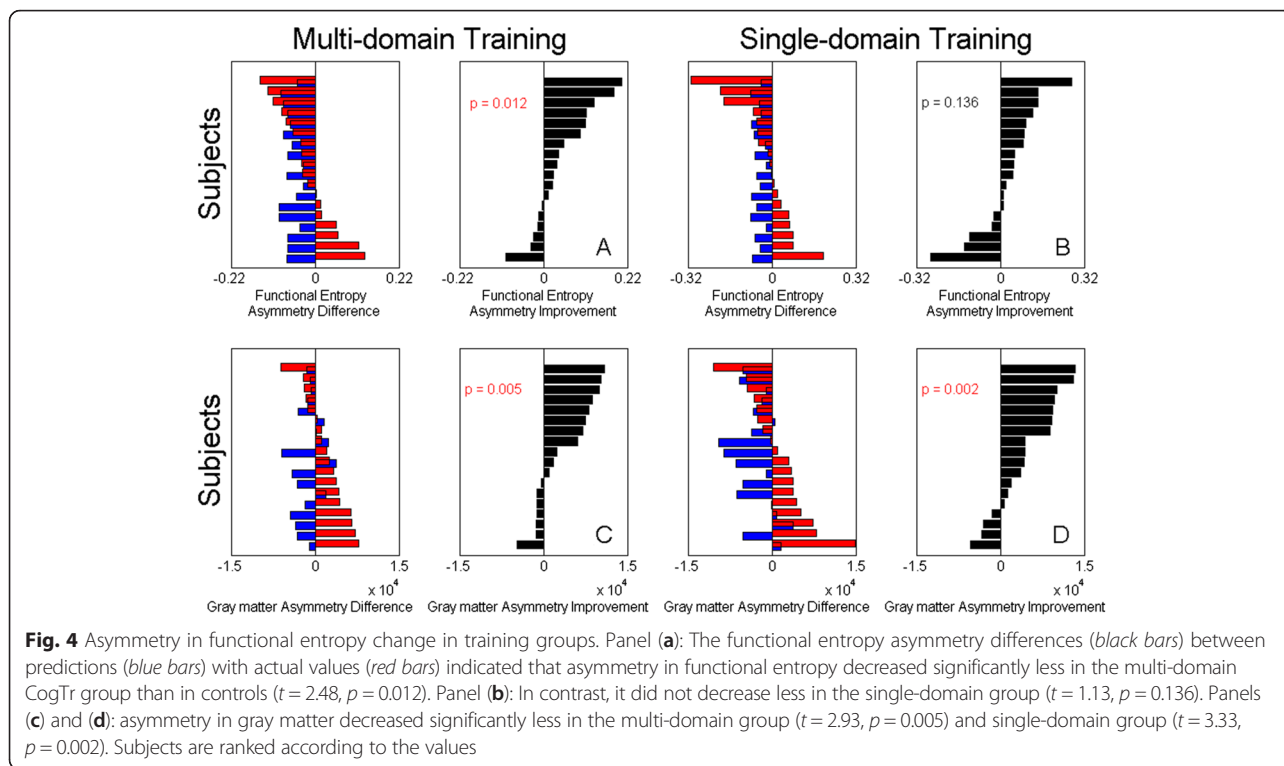 Multi-domain Training Single-domain Training
Subjects
p = 0.012
A
p = 0.136
B
-0.22 0 0.22 -0.22 0 0.22 -0.32 0 0.32 -0.32 0 0.32
Functional Entropy Functional Entropy Functional Entropy Functional Entropy
Asymmetry Difference Asymmetry Improvement Asymmetry Difference Asymmetry Improvement
Subjects
p = 0.005
C
p = 0.002
D
-1.5 0 1.5 -1.5 0 1.5 -1.5 0 1.5 -1.5 0 1.5
x 10^4 x 10^4 x 10^4 x 10^4
Gray matter Asymmetry Difference Gray matter Asymmetry Improvement Gray matter Asymmetry Difference Gray matter Asymmetry Improvement
Fig. 4 Asymmetry in functional entropy change in training groups. Panel (a): The functional entropy asymmetry differences (black bars) between
predictions (blue bars) with actual values (red bars) indicated that asymmetry in functional entropy decreased significantly less in the multi-domain
CogTr group than in controls (t = 2.48, p = 0.012). Panel (b): In contrast, it did not decrease less in the single-domain group (t = 1.13, p = 0.136). Panels
(c) and (d): asymmetry in gray matter decreased significantly less in the multi-domain group (t = 2.93, p = 0.005) and single-domain group (t = 3.33,
p = 0.002). Subjects are ranked according to the values